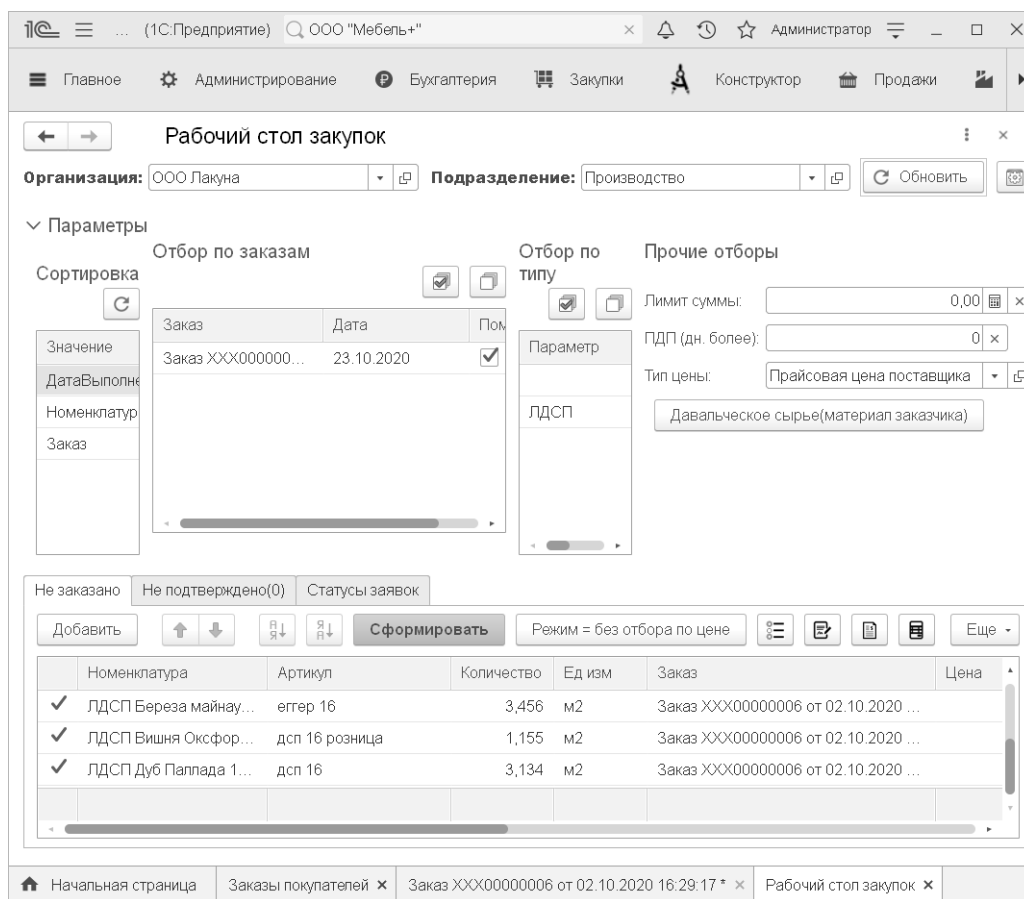 1С ... (1С:Предприятие) ООО "Мебель+" Администратор
Главное Администрирование Бухгалтерия Закупки Конструктор Продажи
Рабочий стол закупок
Организация: ООО Лакуна Подразделение: Производство Обновить
Параметры
Сортировка
Значение
ДатаВыполне
Номенклатур
Заказ
Отбор по заказам
Заказ Дата Пом
Заказ ХХХ000000... 23.10.2020
Отбор по
типу
Параметр
ЛДСП
Прочие отборы
Лимит суммы: 0,00
ПДП (дн. более): 0
Тип цены: Прайсовая цена поставщика
Давальческое сырье(материал заказчика)
Не заказано Не подтверждено(0) Статусы заявок
Добавить Сформировать Режим = без отбора по цене Еще
Номенклатура Артикул Количество Ед изм Заказ Цена
ЛДСП Береза майнау... еггер 16 3,456 м2 Заказ ХХХ00000006 от 02.10.2020 ...
ЛДСП Вишня Оксфор... дсп 16 розница 1,155 м2 Заказ ХХХ00000006 от 02.10.2020 ...
ЛДСП Дуб Паллада 1... дсп 16 3,134 м2 Заказ ХХХ00000006 от 02.10.2020 ...
Начальная страница Заказы покупателей Заказ ХХХ00000006 от 02.10.2020 16:29:17 * Рабочий стол закупок